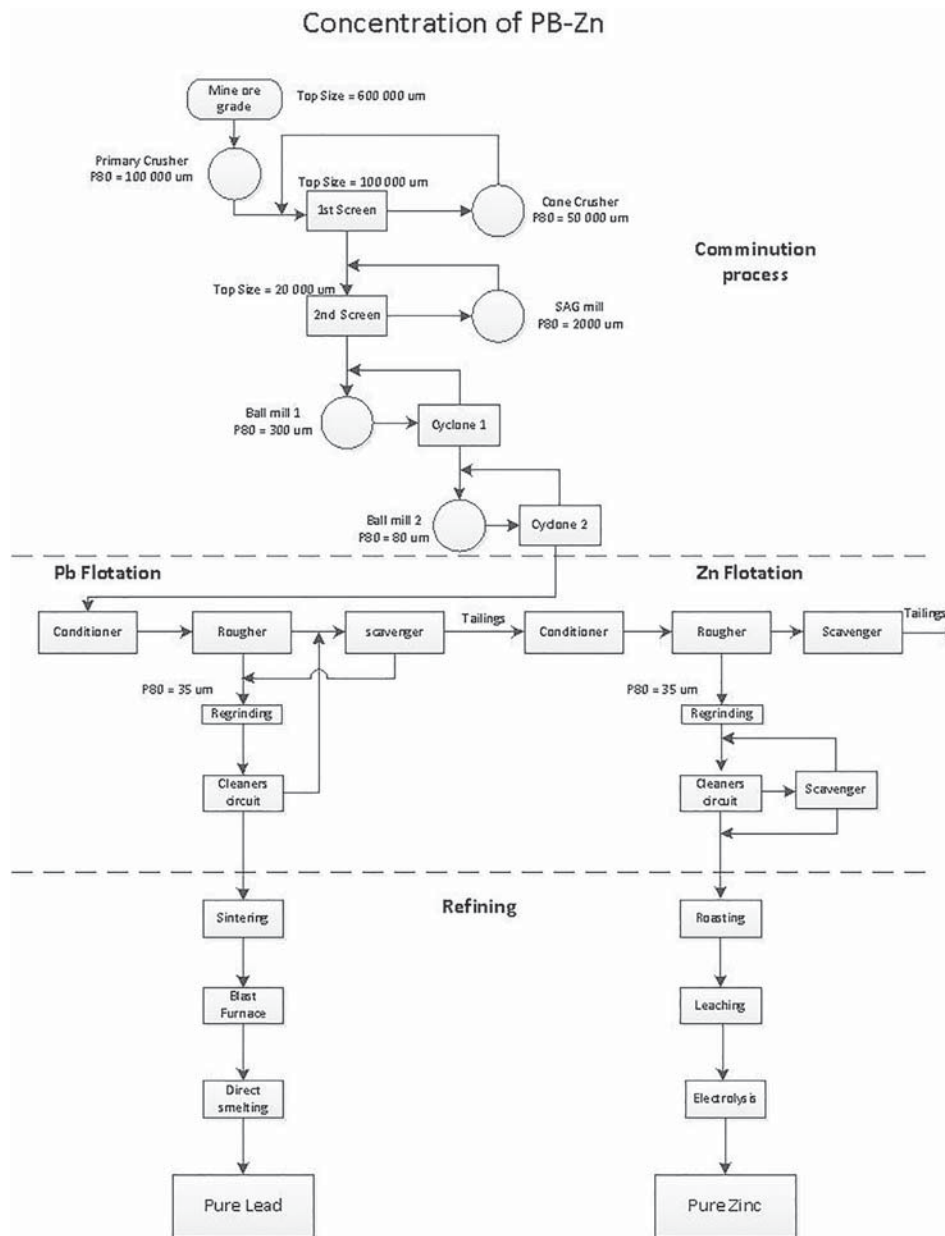 Concentration of PB-Zn
Mine ore
grade
Top Size = 600 000 um
Primary Crusher
P80 = 100 000 um
Top Size = 100 000 um
1st Screen
Cone Crusher
P80 = 50 000 um
Comminution
process
Top Size = 20 000 um
2nd Screen
SAG mill
P80 = 2000 um
Ball mill 1
P80 = 300 um
Cyclone 1
Ball mill 2
P80 = 80 um
Cyclone 2
Pb Flotation
Zn Flotation
Conditioner
Rougher
scavenger
Tailings
Conditioner
Rougher
Scavenger
Tailings
P80 = 35 um
Regrinding
P80 = 35 um
Regrinding
Cleaners
circuit
Cleaners
circuit
Scavenger
Refining
Sintering
Roasting
Blast
Furnace
Leaching
Direct
smelting
Electrolysis
Pure Lead
Pure Zinc